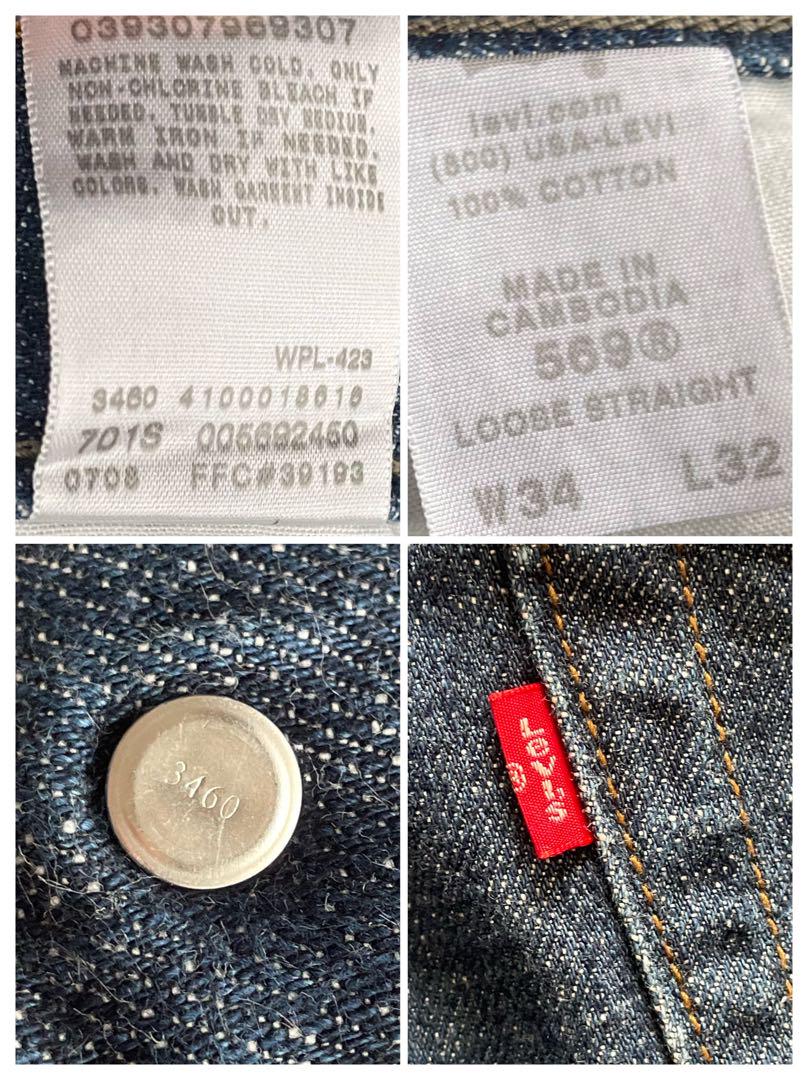 039307969307
MACHINE WASH COLD. ONLY
NON-CHLORINE BLEACH IF
NEEDED. TUMBLE DRY MEDIUM.
WARM IRON IF NEEDED.
WASH AND DRY WITH LIKE
COLORS. WASH GARMENT INSIDE
OUT.
WPL-423
3460 4100018618
701S 005692460
0708 FFC#39193
levi.com
(800) USA-LEVI
100% COTTON
MADE IN
CAMBODIA
569®
LOOSE STRAIGHT
W34 L32
3460
LEVI'S
®